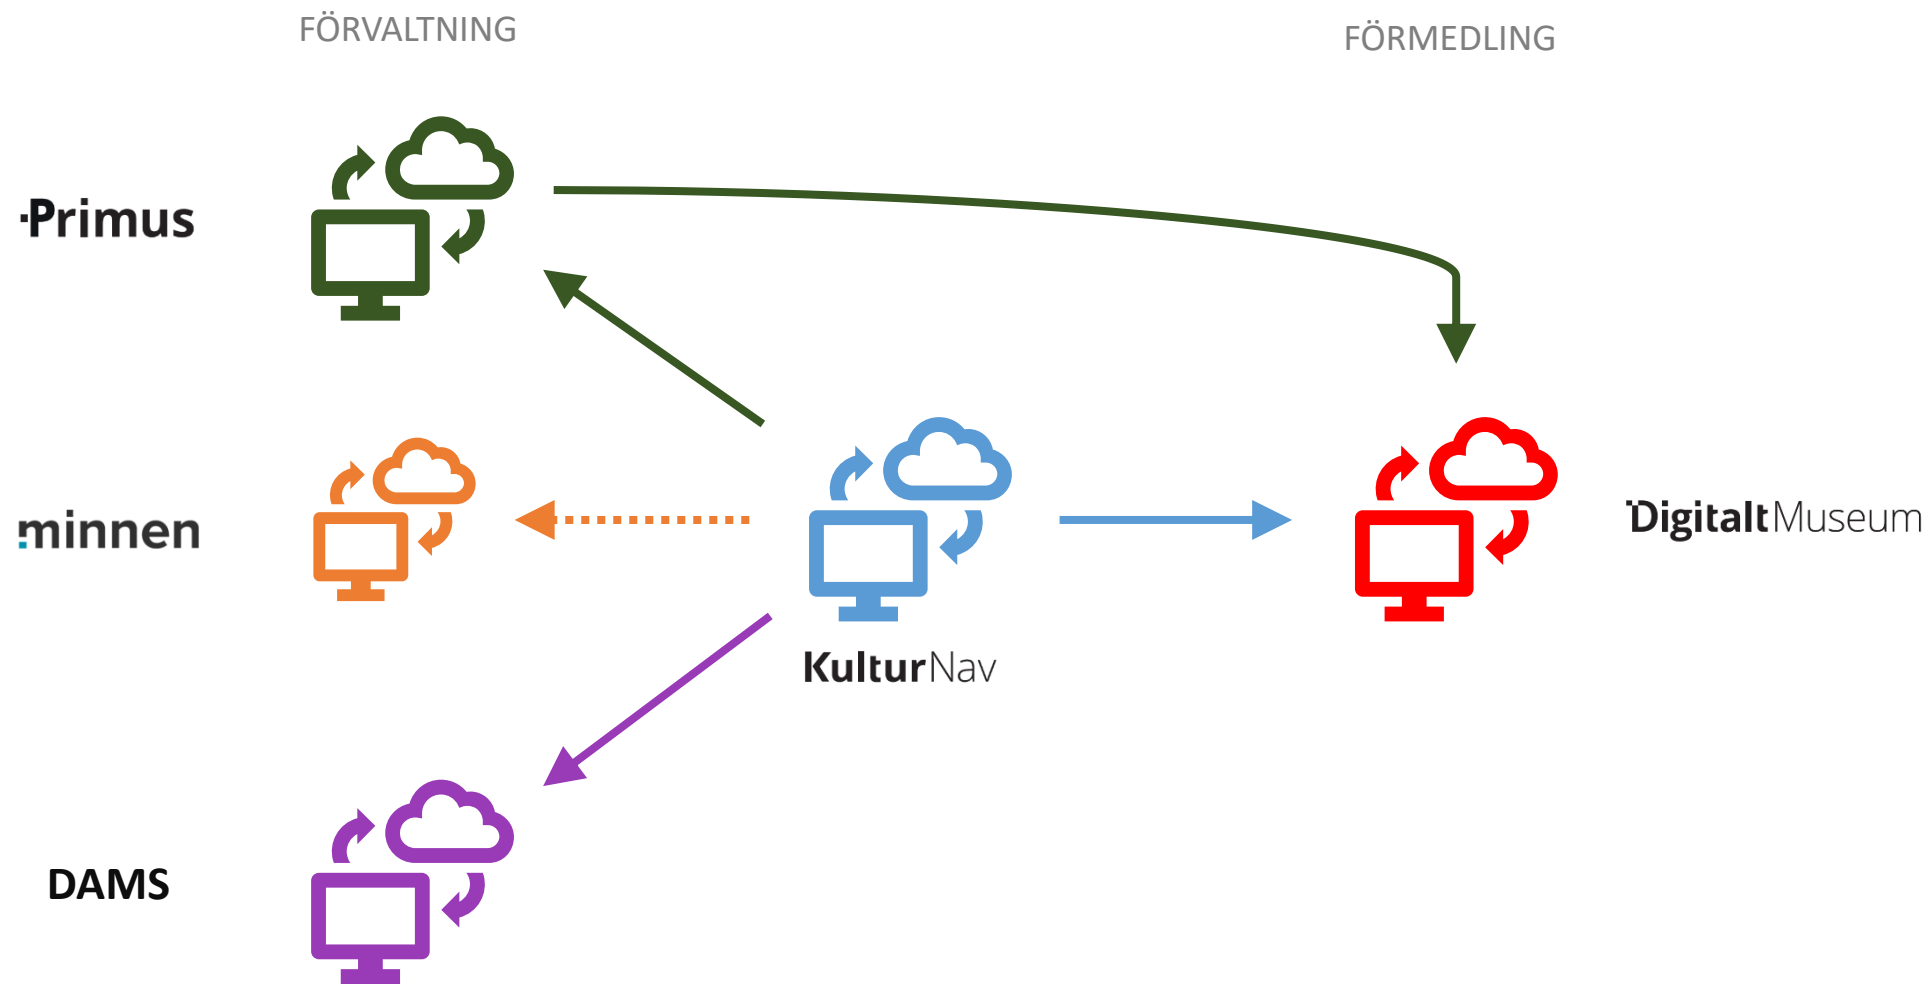 FÖRVALTNING
FÖRMEDLING
Primus
minnen
DigitaltMuseum
KulturNav
DAMS